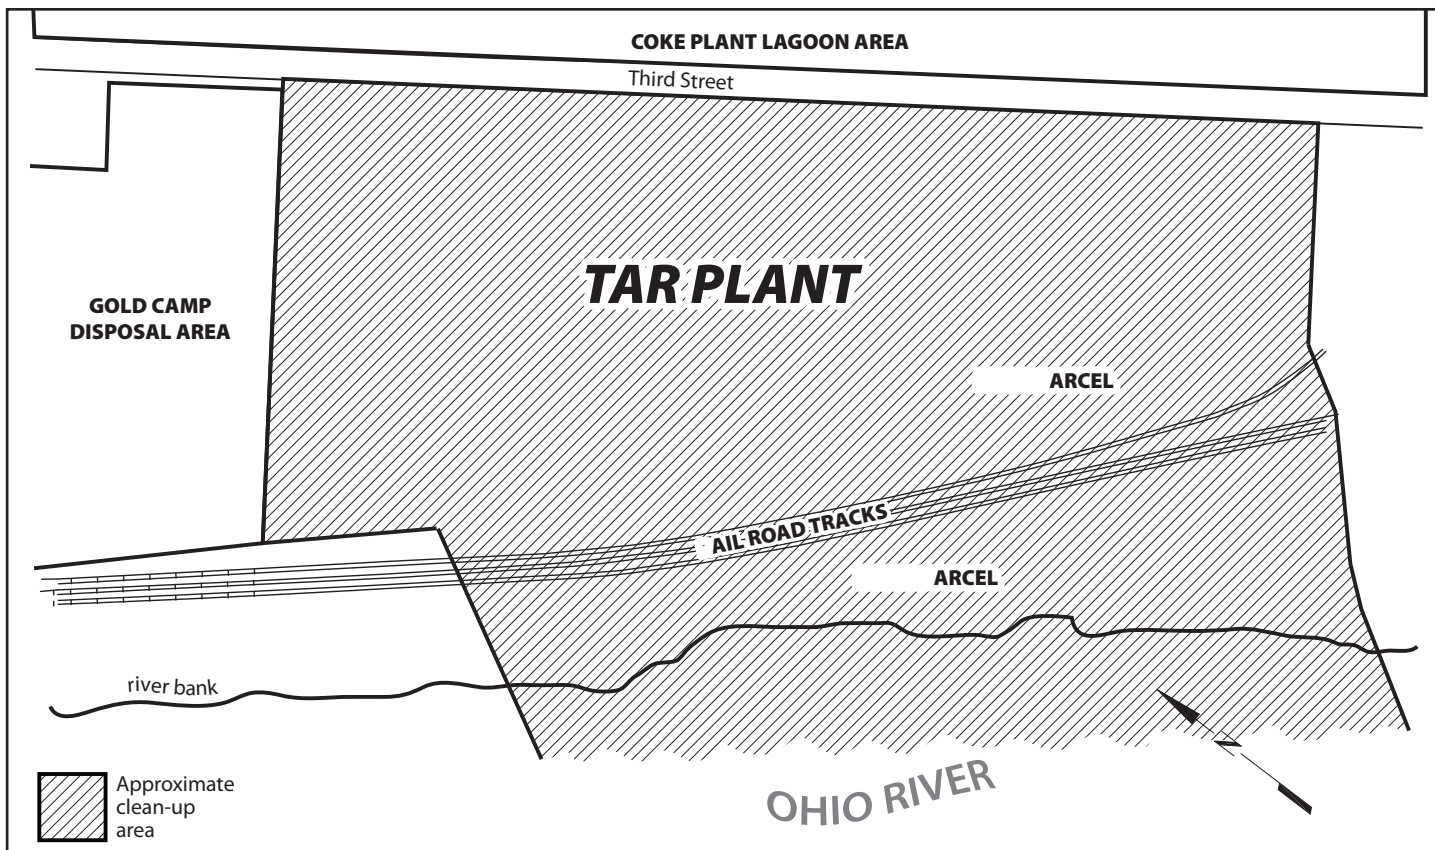 COKE PLANT LAGOON AREA
Third Street
TAR PLANT
GOLD CAMP
DISPOSAL AREA
ARCEL
AIL ROAD TRACKS
ARCEL
river bank
N
Approximate
clean-up
area
OHIO RIVER